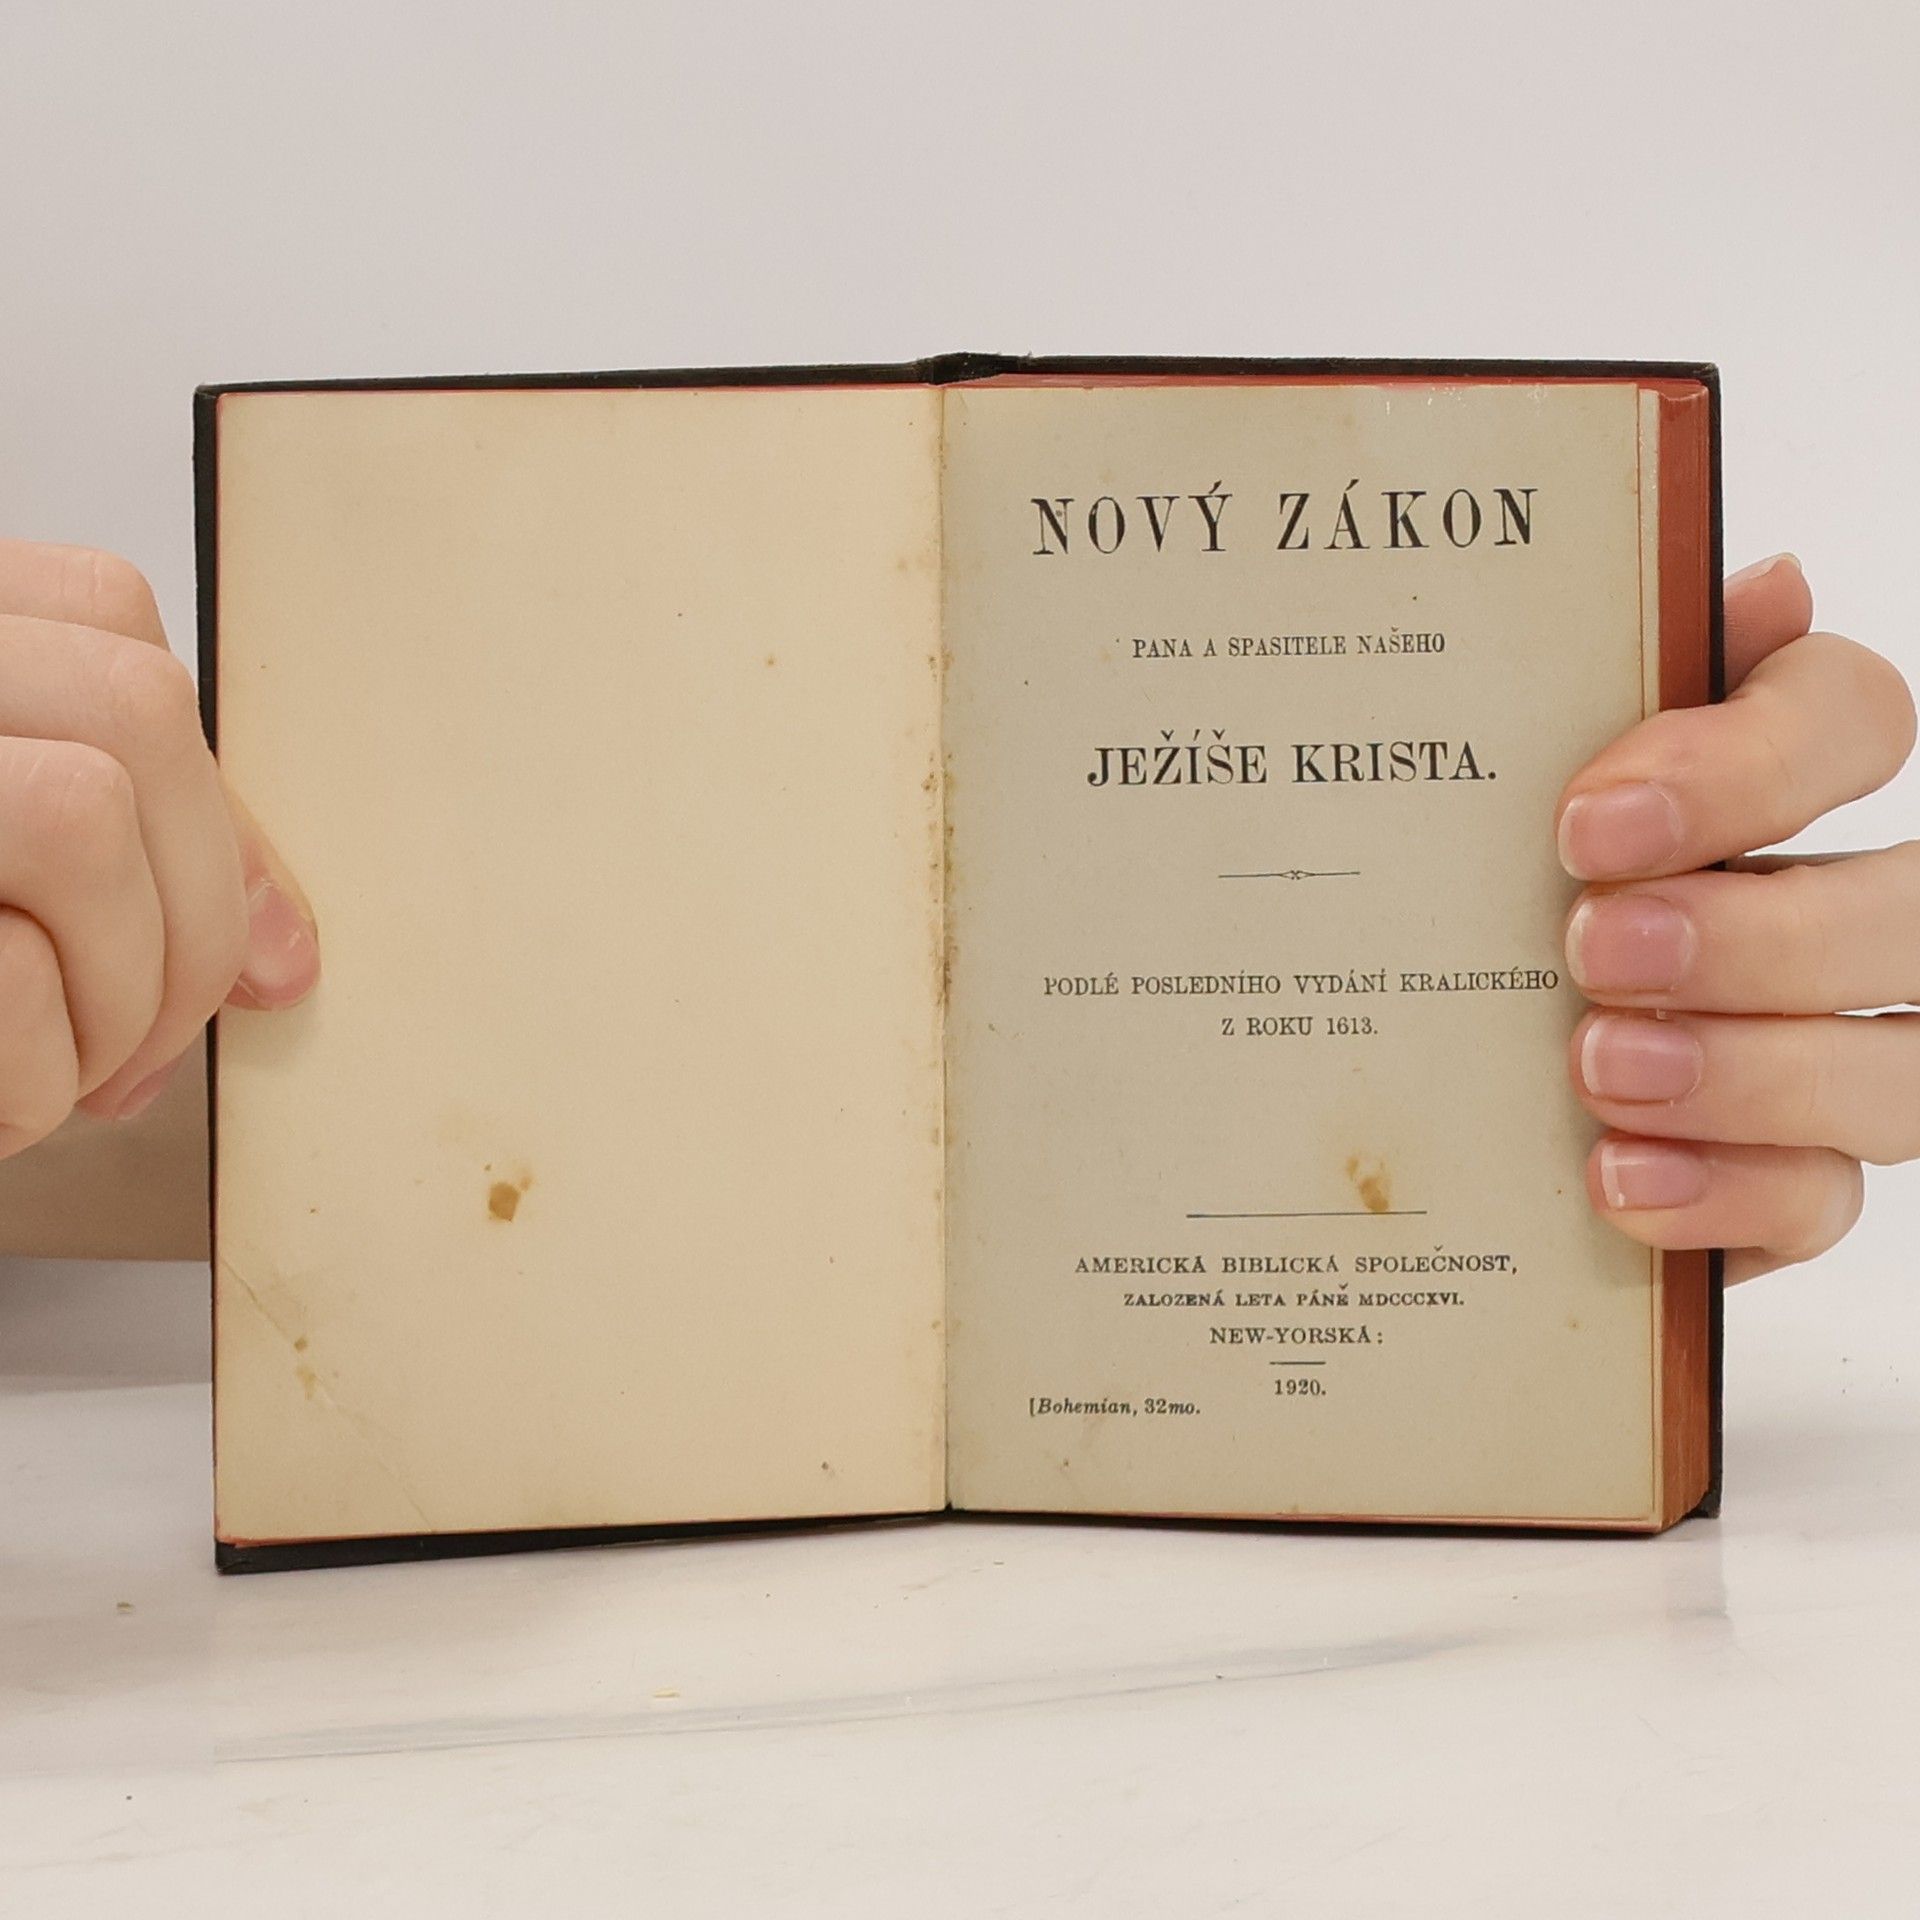 NOVÝ ZÁKON
PANA A SPASITELE NAŠEHO
JEŽÍŠE KRISTA.
PODLÉ POSLEDNÍHO VYDÁNÍ KRALICKÉHO
Z ROKU 1613.
AMERICKÁ BIBLICKÁ SPOLEČNOST,
ZALOZENÁ LETA PÁNĚ MDCCCXVI.
NEW-YORSKÁ:
1920.
[Bohemian, 32mo.